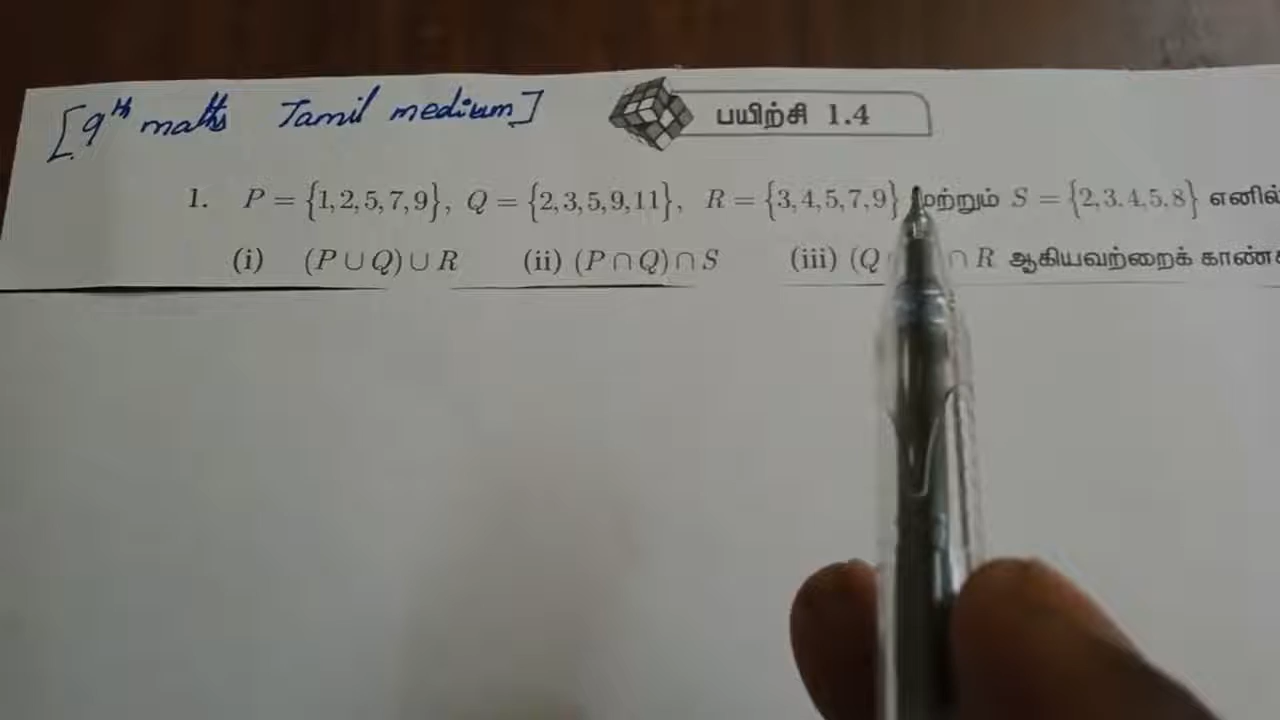 [9th maths Tamil medium]
பயிற்சி 1.4
1. P = {1,2,5,7,9}, Q = {2,3,5,9,11}, R = {3,4,5,7,9} மற்றும் S = {2,3.4.5.8} எனில்
(i) (P ∪ Q) ∪ R (ii) (P ∩ Q) ∩ S (iii) (Q ∩ R ஆகியவற்றைக்